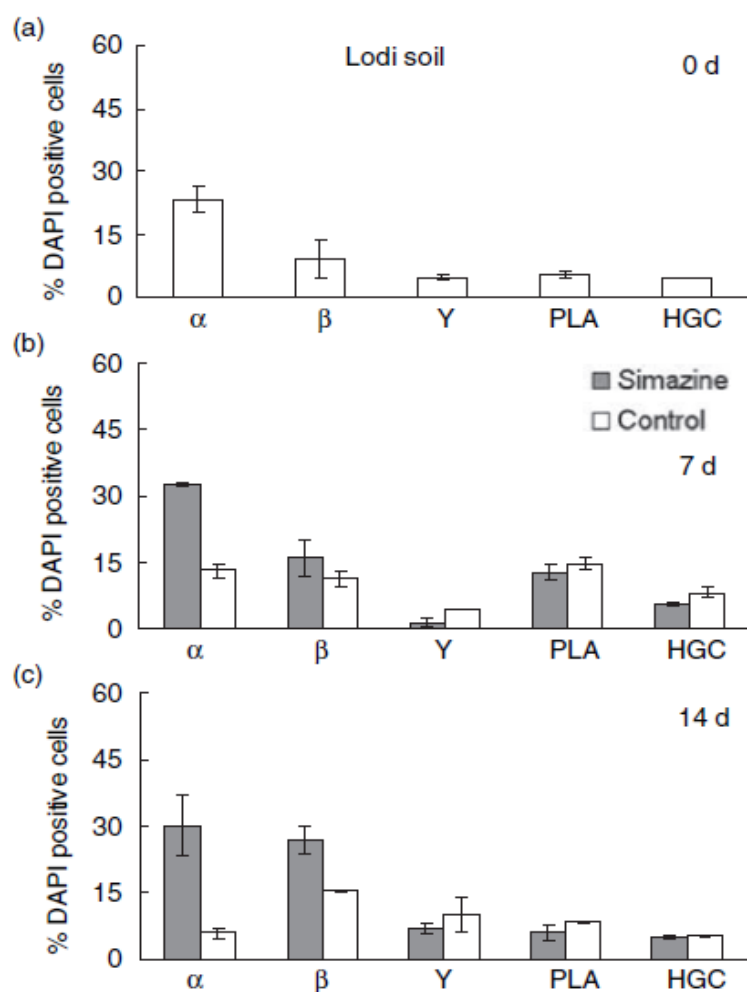 (a)
60
45
30
15
0
% DAPI positive cells
Lodi soil
0 d
α β Y PLA HGC
(b)
60
45
30
15
0
% DAPI positive cells
Simazine
Control
7 d
α β Y PLA HGC
(c)
60
45
30
15
0
% DAPI positive cells
14 d
α β Y PLA HGC